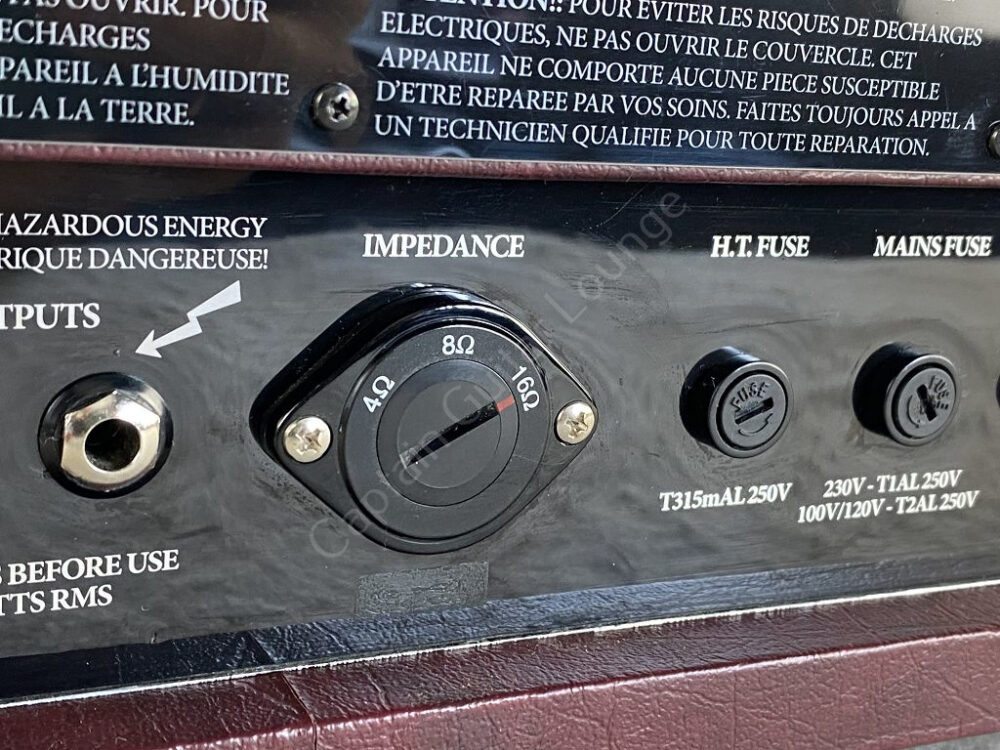 PAS OUVRIR. POUR
ECHARGES
PAREIL A L'HUMIDITE
IL A LA TERRE.
ATTENTION!: POUR EVITER LES RISQUES DE DECHARGES
ELECTRIQUES, NE PAS OUVRIR LE COUVERCLE. CET
APPAREIL NE COMPORTE AUCUNE PIECE SUSCEPTIBLE
D'ETRE REPAREE PAR VOS SOINS. FAITES TOUJOURS APPEL A
UN TECHNICIEN QUALIFIE POUR TOUTE REPARATION.
HAZARDOUS ENERGY
RIQUE DANGEREUSE!
TPUTS
IMPEDANCE
H.T. FUSE
MAINS FUSE
4Ω
8Ω
16Ω
FUSE
FUSE
T315mAL 250V
230V - T1AL 250V
100V/120V - T2AL 250V
S BEFORE USE
TTS RMS
Captain Guitar Lounge